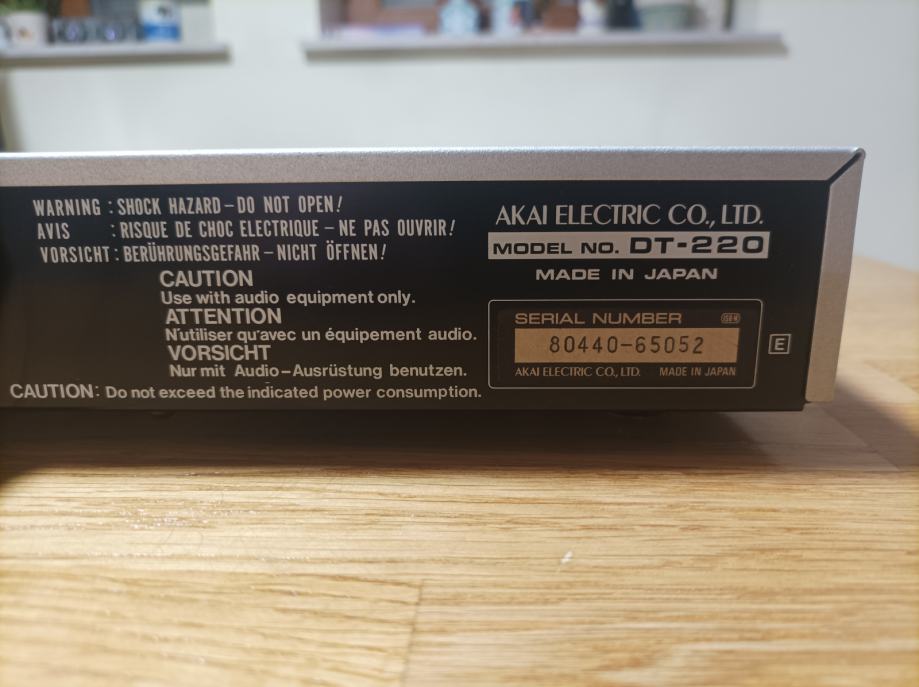 WARNING : SHOCK HAZARD – DO NOT OPEN!
AVIS : RISQUE DE CHOC ELECTRIQUE – NE PAS OUVRIR!
VORSICHT : BERÜHRUNGSGEFAHR – NICHT ÖFFNEN!
CAUTION
Use with audio equipment only.
ATTENTION
N'utiliser qu'avec un équipement audio.
VORSICHT
Nur mit Audio-Ausrüstung benutzen.
CAUTION: Do not exceed the indicated power consumption.
AKAI ELECTRIC CO., LTD.
MODEL NO. DT-220
MADE IN JAPAN
SERIAL NUMBER
80440-65052
AKAI ELECTRIC CO., LTD. MADE IN JAPAN
E